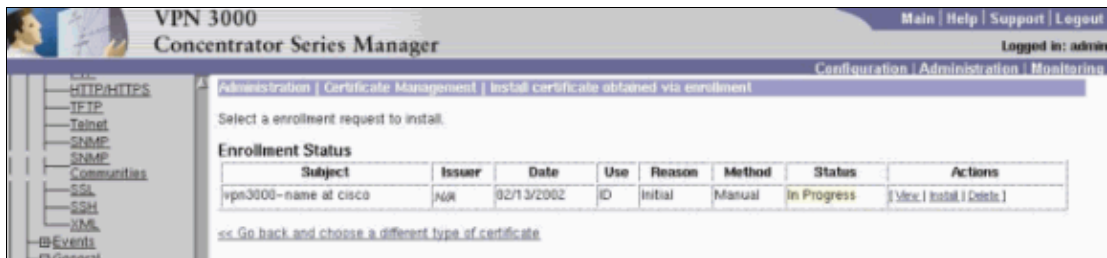 VPN 3000
Concentrator Series Manager
Main | Help | Support | Logout
Logged in: admin
Configuration | Administration | Monitoring
HTTP/HTTPS
TFTP
Telnet
SNMP
SNMP
Communities
SSL
SSH
XML
Events
General
Administration | Certificate Management | Install certificate obtained via enrollment
Select a enrollment request to install.
Enrollment Status
Subject Issuer Date Use Reason Method Status Actions
vpn3000-name at cisco N/A 02/13/2002 ID Initial Manual In Progress [ View | Install | Delete ]
<< Go back and choose a different type of certificate